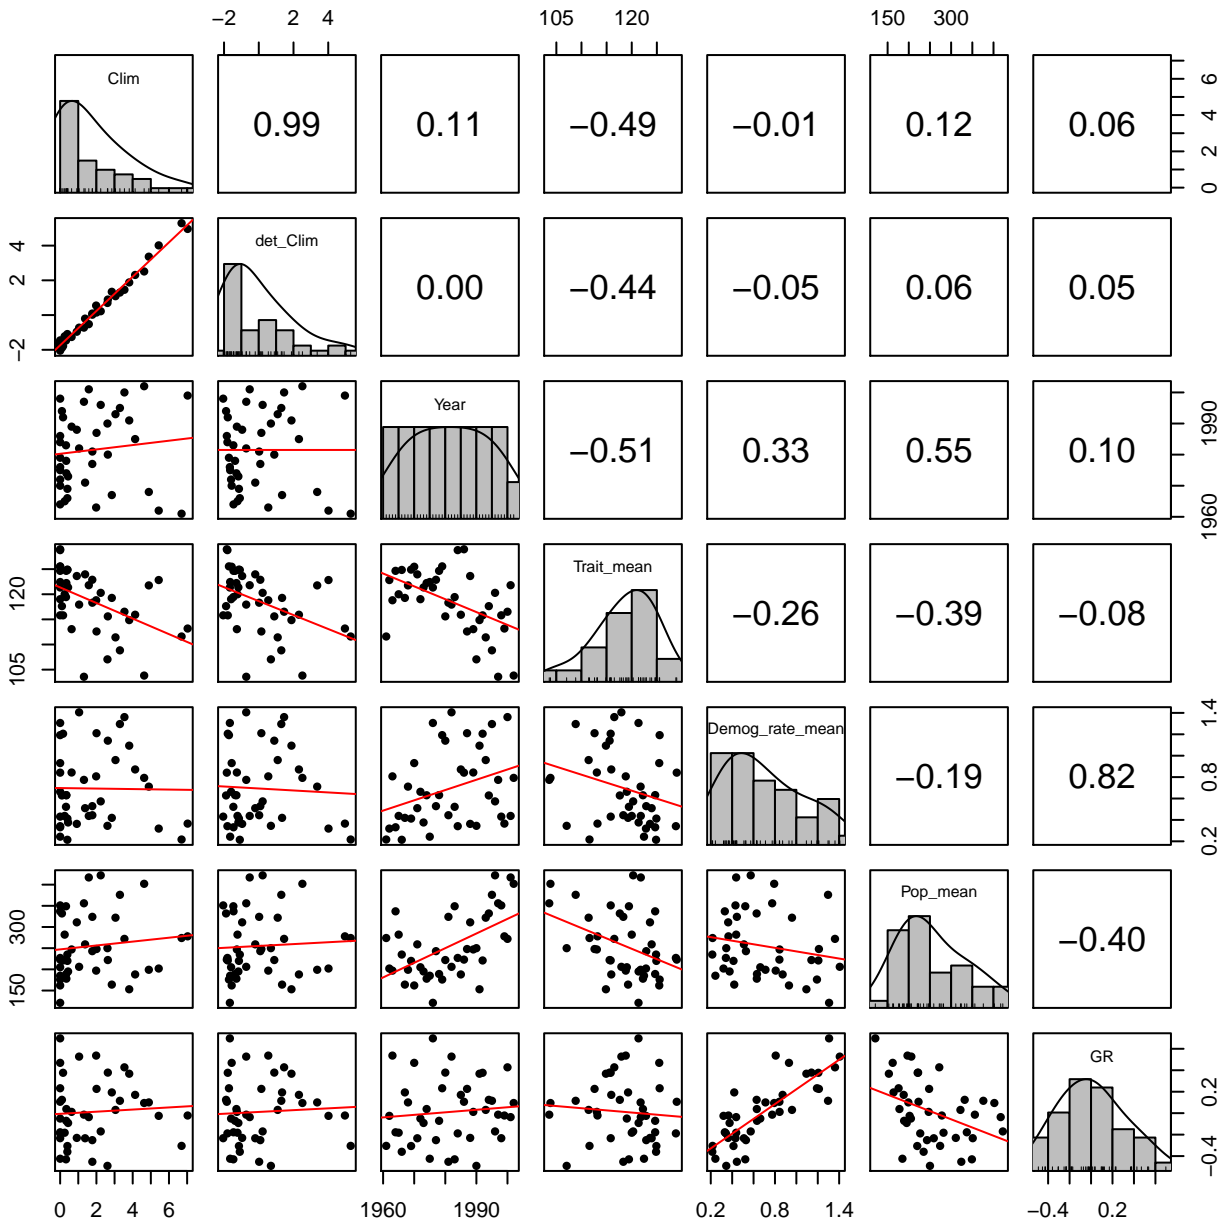 −2 2 4 105 120 150 300
Clim 0.99 0.11 −0.49 −0.01 0.12 0.06 0 2 4 6
−2 2 4 det_Clim 0.00 −0.44 −0.05 0.06 0.05
Year −0.51 0.33 0.55 0.10 1960 1990
105 120 Trait_mean −0.26 −0.39 −0.08
Demog_rate_mean −0.19 0.82 0.2 0.8 1.4
150 300 Pop_mean −0.40
GR −0.4 0.2
0 2 4 6 1960 1990 0.2 0.8 1.4 −0.4 0.2